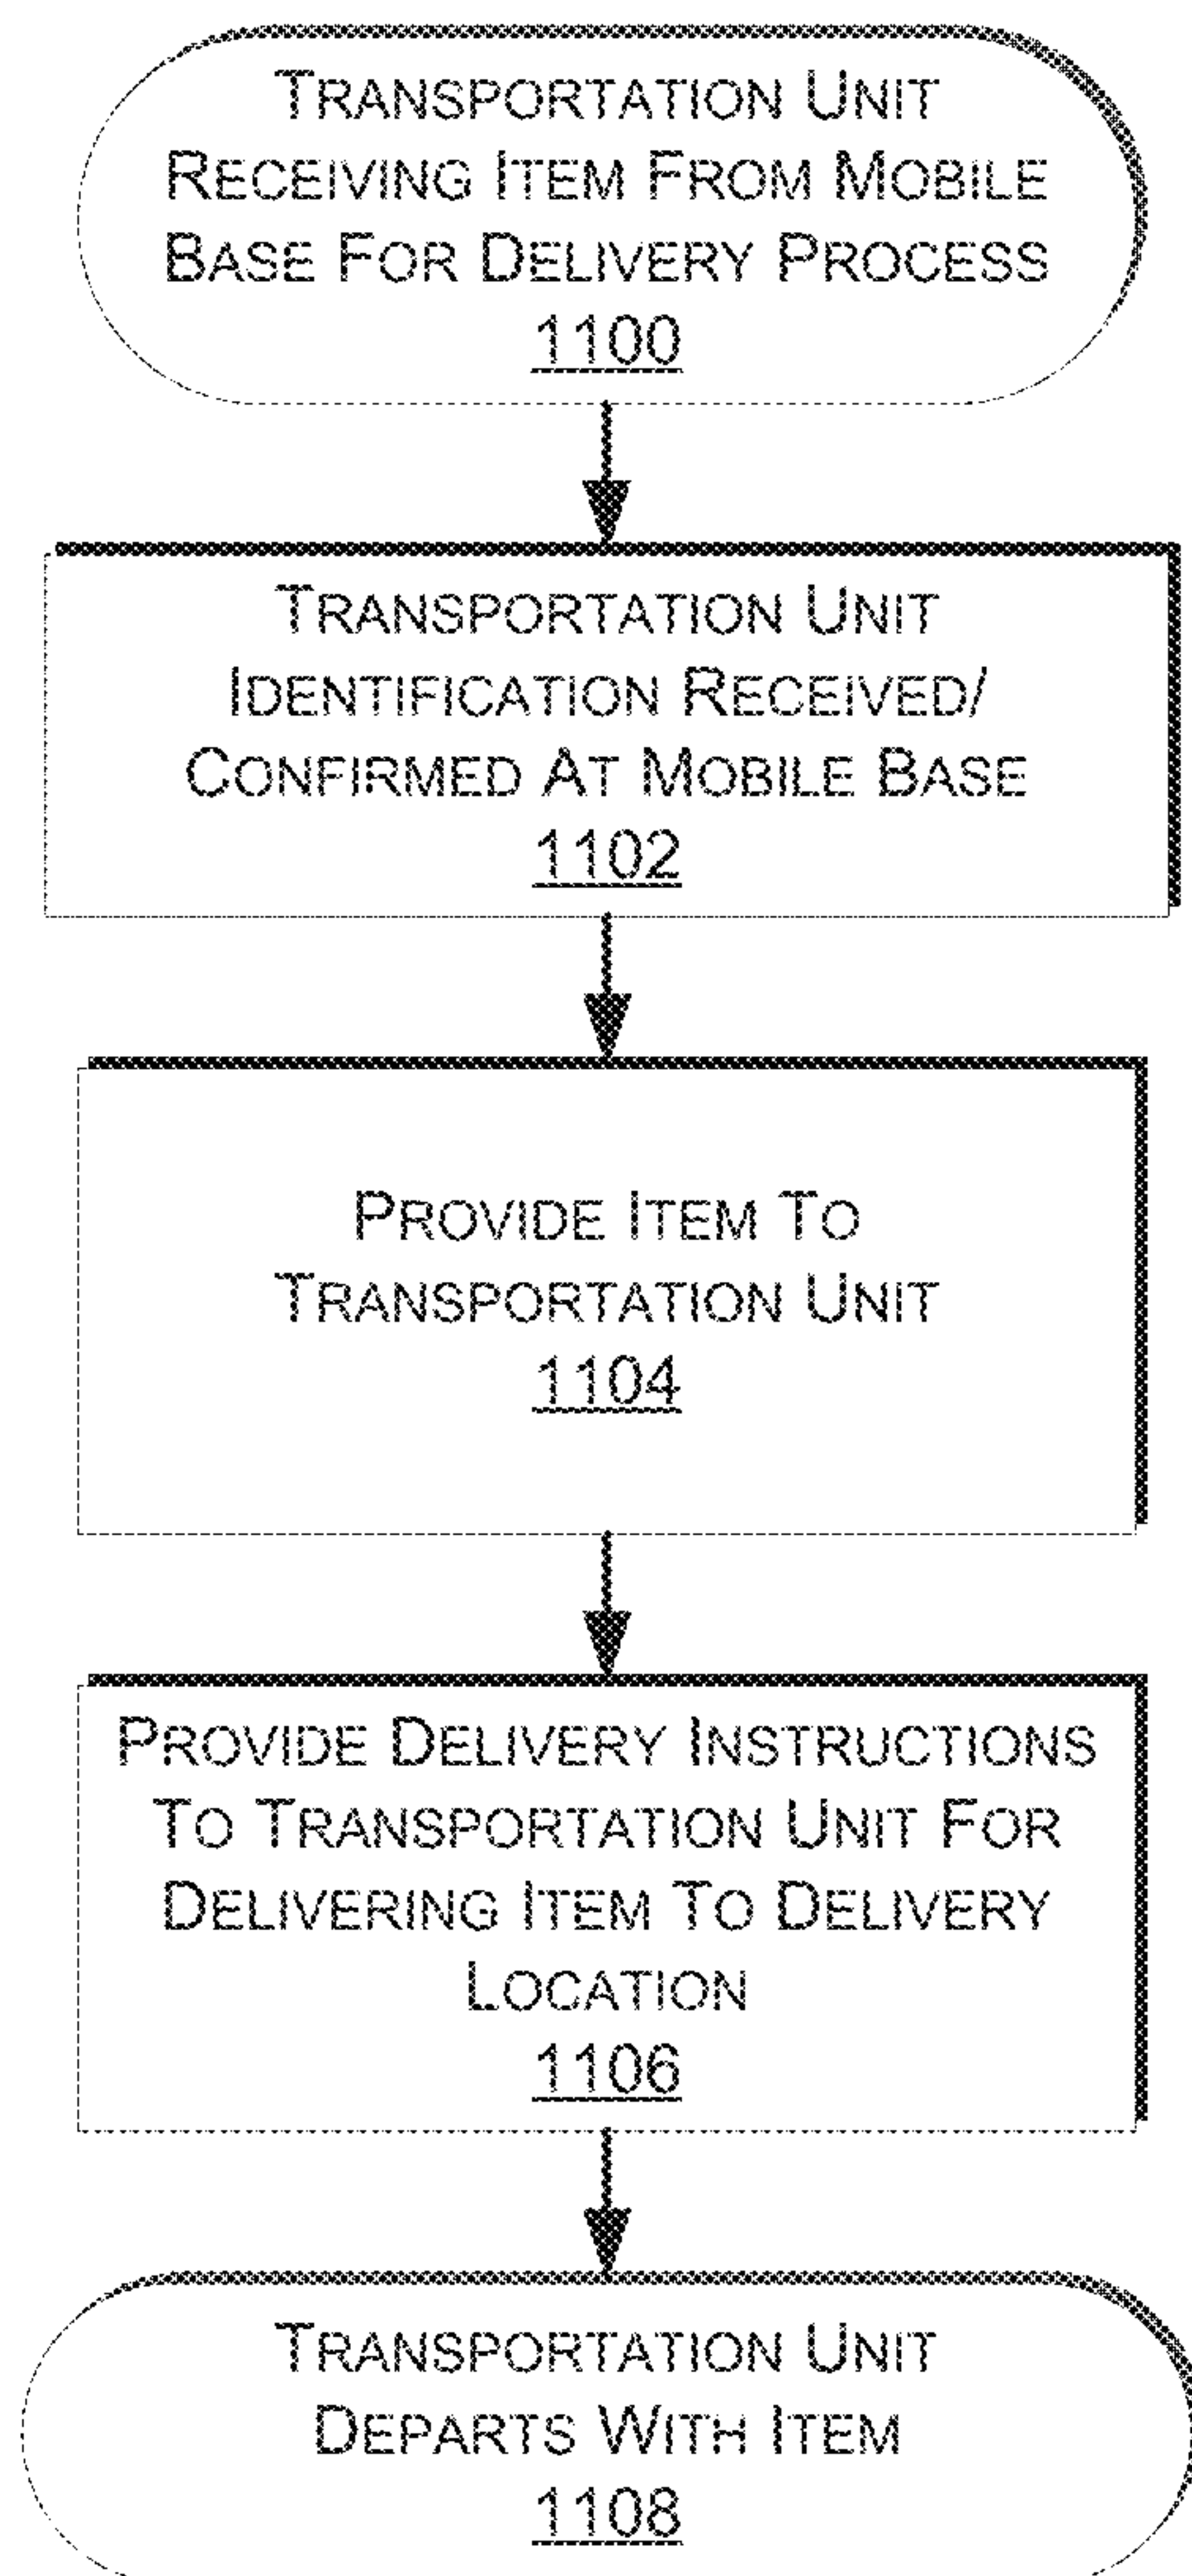 TRANSPORTATION UNIT
RECEIVING ITEM FROM MOBILE
BASE FOR DELIVERY PROCESS
1100
TRANSPORTATION UNIT
IDENTIFICATION RECEIVED/
CONFIRMED AT MOBILE BASE
1102
PROVIDE ITEM TO
TRANSPORTATION UNIT
1104
PROVIDE DELIVERY INSTRUCTIONS
TO TRANSPORTATION UNIT FOR
DELIVERING ITEM TO DELIVERY
LOCATION
1106
TRANSPORTATION UNIT
DEPARTS WITH ITEM
1108